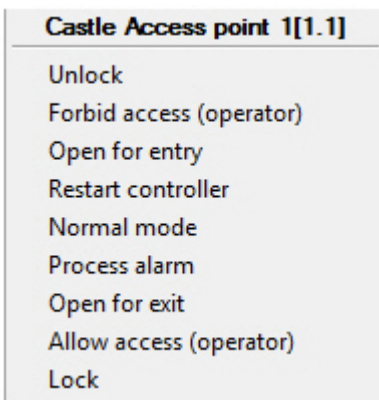 Castle Access point 1[1.1]
Unlock
Forbid access (operator)
Open for entry
Restart controller
Normal mode
Process alarm
Open for exit
Allow access (operator)
Lock